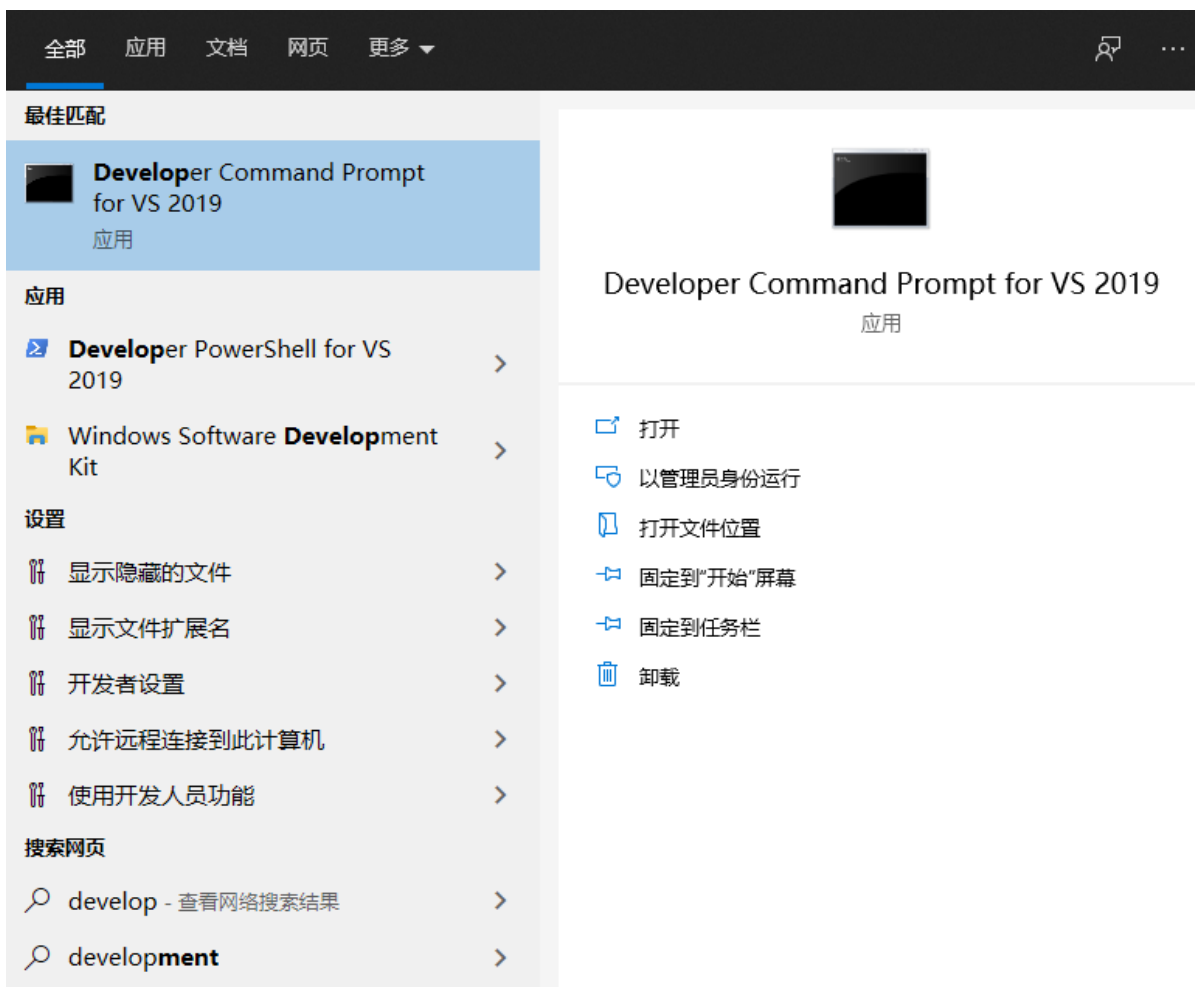 全部 应用 文档 网页 更多
最佳匹配
Developer Command Prompt
for VS 2019
应用
应用
Developer PowerShell for VS
2019
Windows Software Development
Kit
设置
显示隐藏的文件
显示文件扩展名
开发者设置
允许远程连接到此计算机
使用开发人员功能
搜索网页
develop - 查看网络搜索结果
development
Developer Command Prompt for VS 2019
应用
打开
以管理员身份运行
打开文件位置
固定到"开始"屏幕
固定到任务栏
卸载